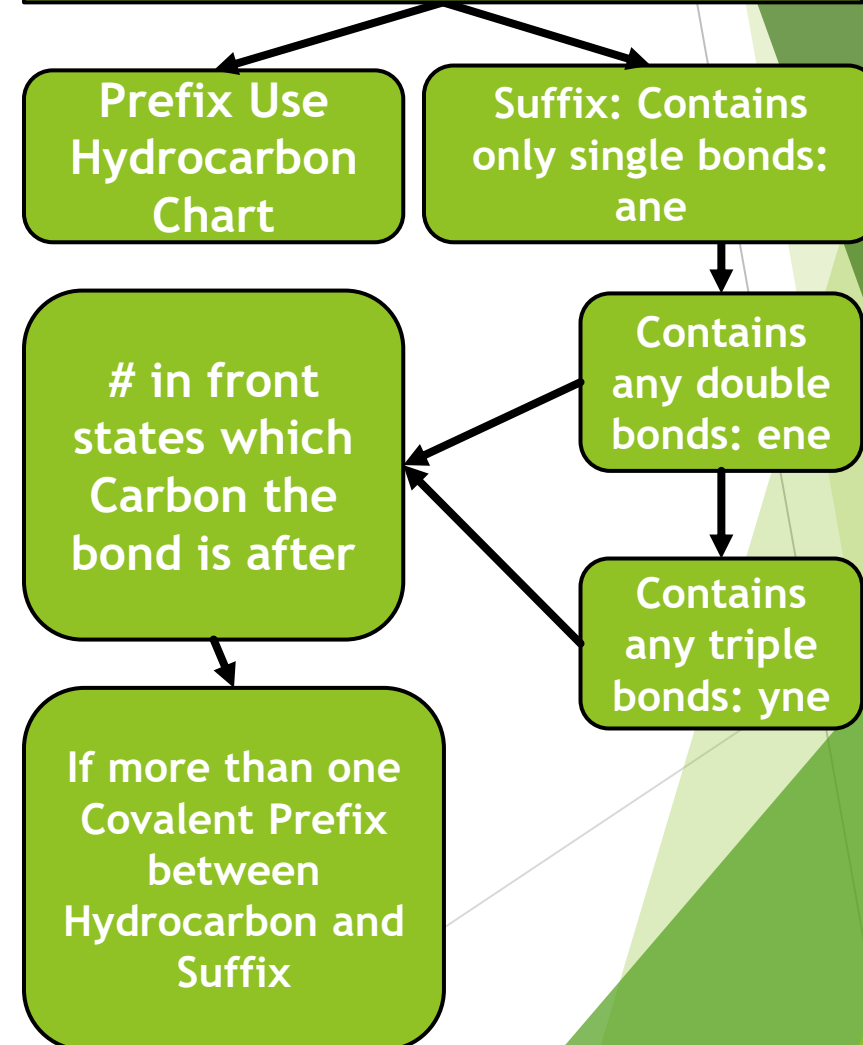 Prefix Use
Hydrocarbon
Chart
Suffix: Contains
only single bonds:
ane
# in front
states which
Carbon the
bond is after
Contains
any double
bonds: ene
Contains
any triple
bonds: yne
If more than one
Covalent Prefix
between
Hydrocarbon and
Suffix